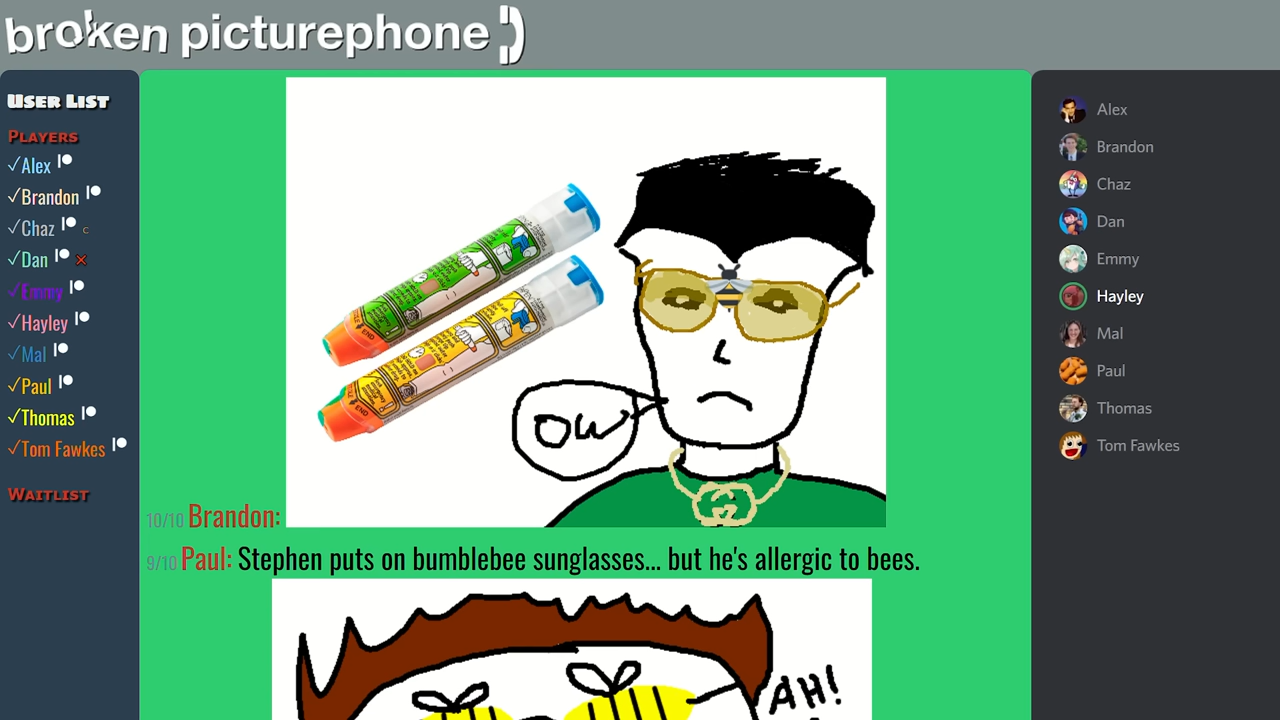 broken picturephone
User List
Players
✓Alex
✓Brandon
✓Chaz c
✓Dan ×
✓Emmy
✓Hayley
✓Mal
✓Paul
✓Thomas
✓Tom Fawkes
Waitlist
OW
10/10 Brandon:
9/10 Paul: Stephen puts on bumblebee sunglasses... but he's allergic to bees.
AH!
Alex
Brandon
Chaz
Dan
Emmy
Hayley
Mal
Paul
Thomas
Tom Fawkes